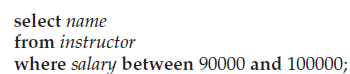 select name
from instructor
where salary between 90000 and 100000;